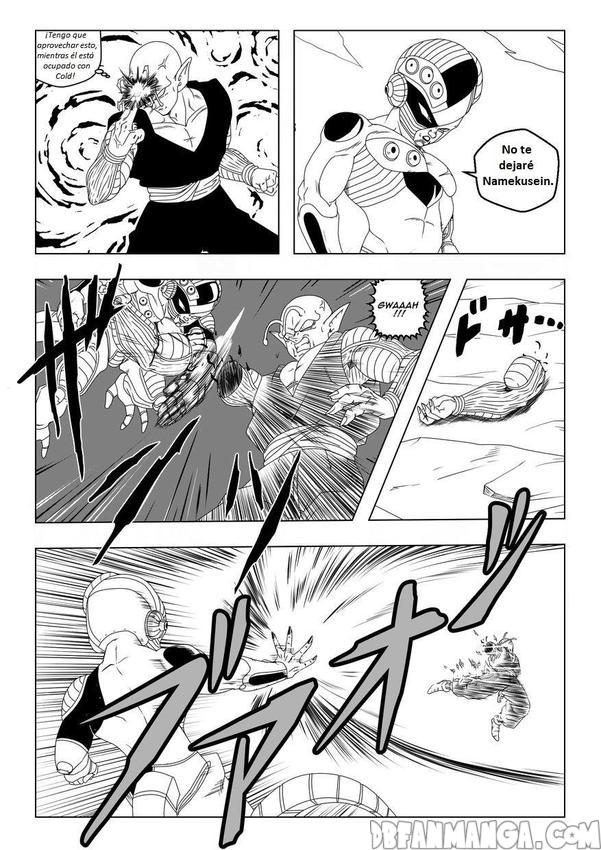 ¡Tengo que
aprovechar esto,
mientras él está
ocupado con
Cold!
No te
dejaré
Namekusein.
GWAAAH
!!!
ドサ…
ブァオッ
DBFANMANGA.COM